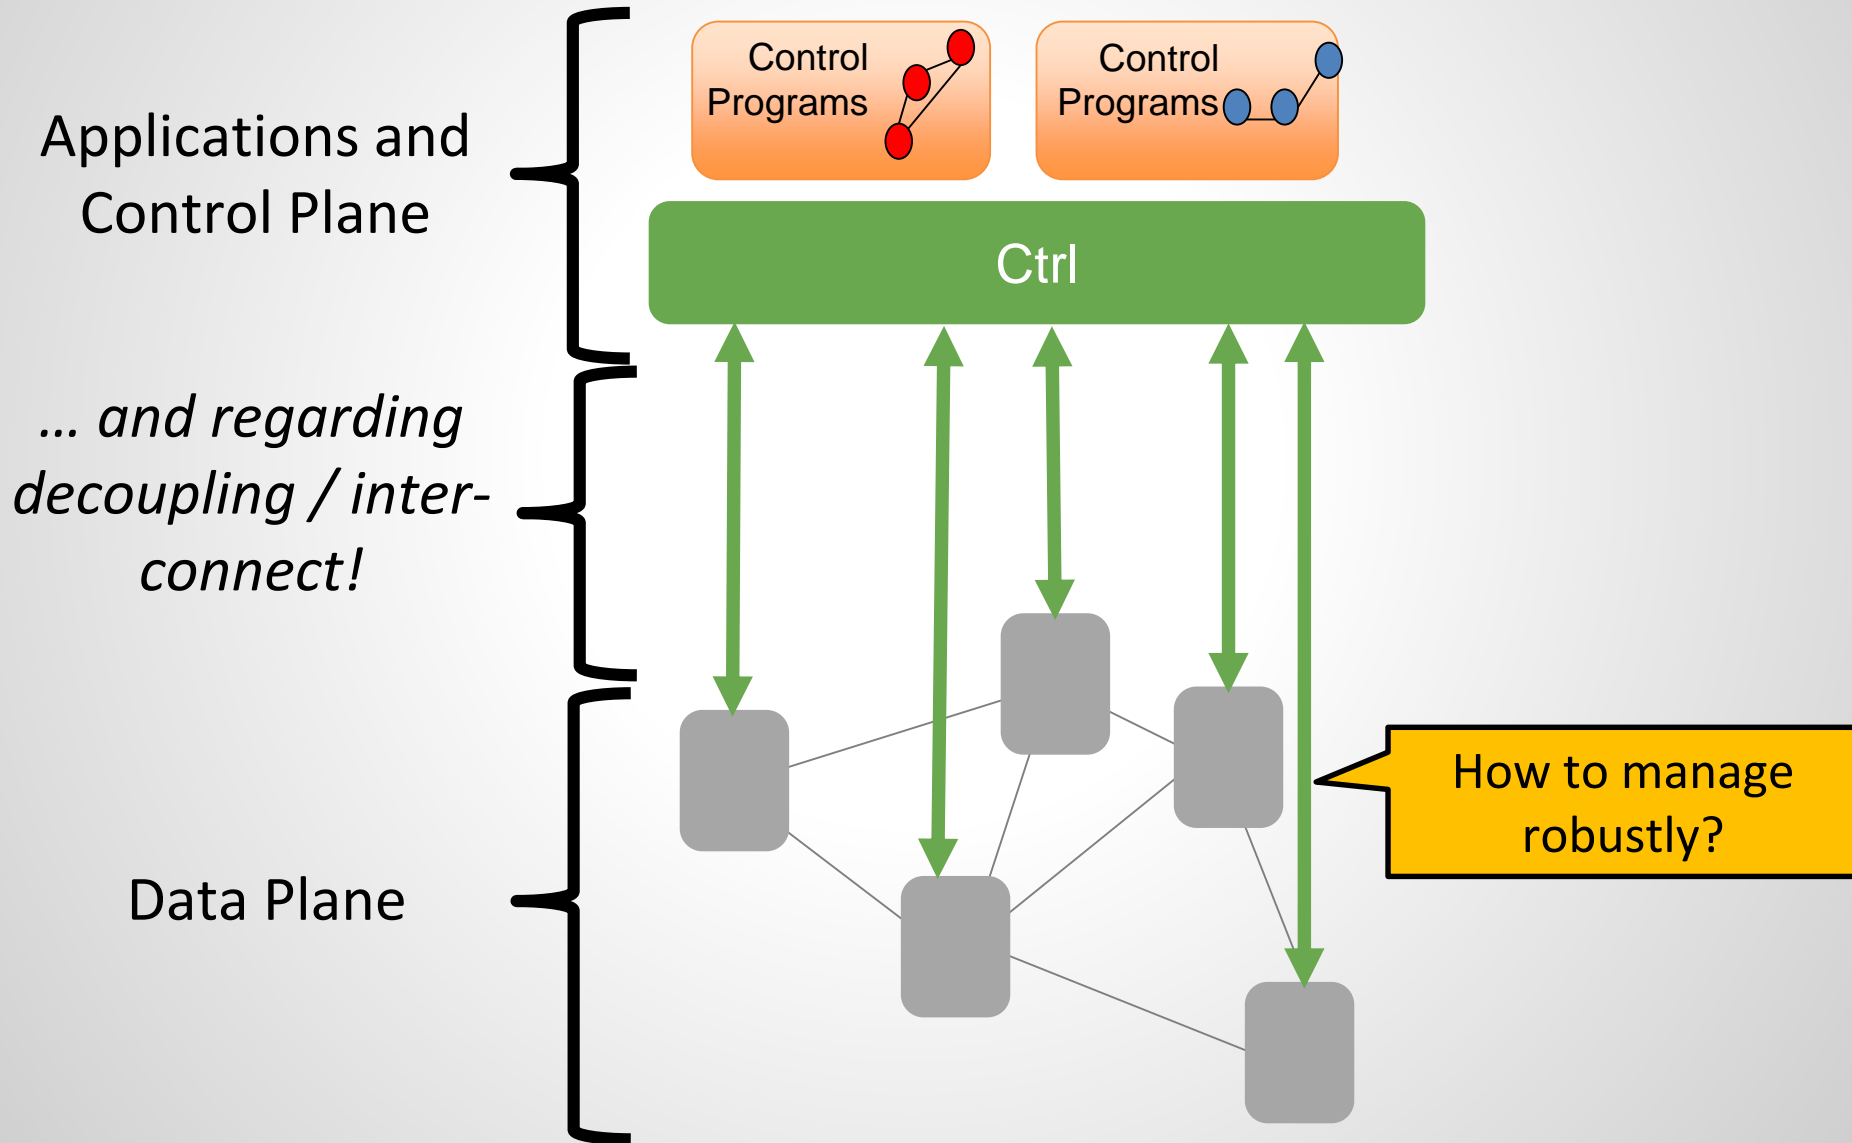 Applications and
Control Plane
Control
Programs
Control
Programs
Ctrl
... and regarding
decoupling / inter-
connect!
Data Plane
How to manage
robustly?